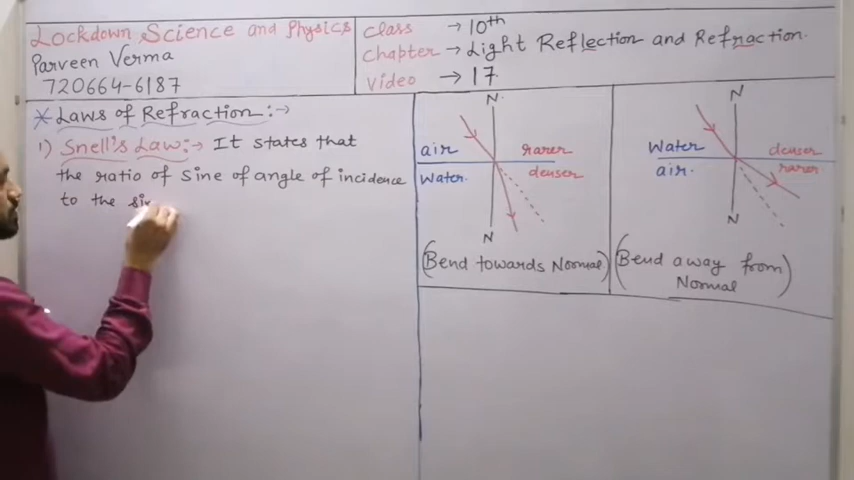 Lockdown Science and Physics
Parveen Verma
720664-6187
Class → 10th
Chapter → Light Reflection and Refraction.
Video → 17
* Laws of Refraction :→
1) Snell's Law :→ It states that
the ratio of sine of angle of incidence
to the sin
N
air rarer
water denser
N
(Bend towards Normal)
N
Water denser
air rarer
N
(Bend away from
Normal)